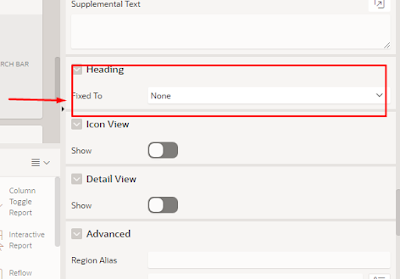 Supplemental Text
RCH BAR
Heading
Fixed To
None
Icon View
Show
Detail View
Show
Advanced
Region Alias
Column
Toggle
Report
Interactive
Report
Reflow